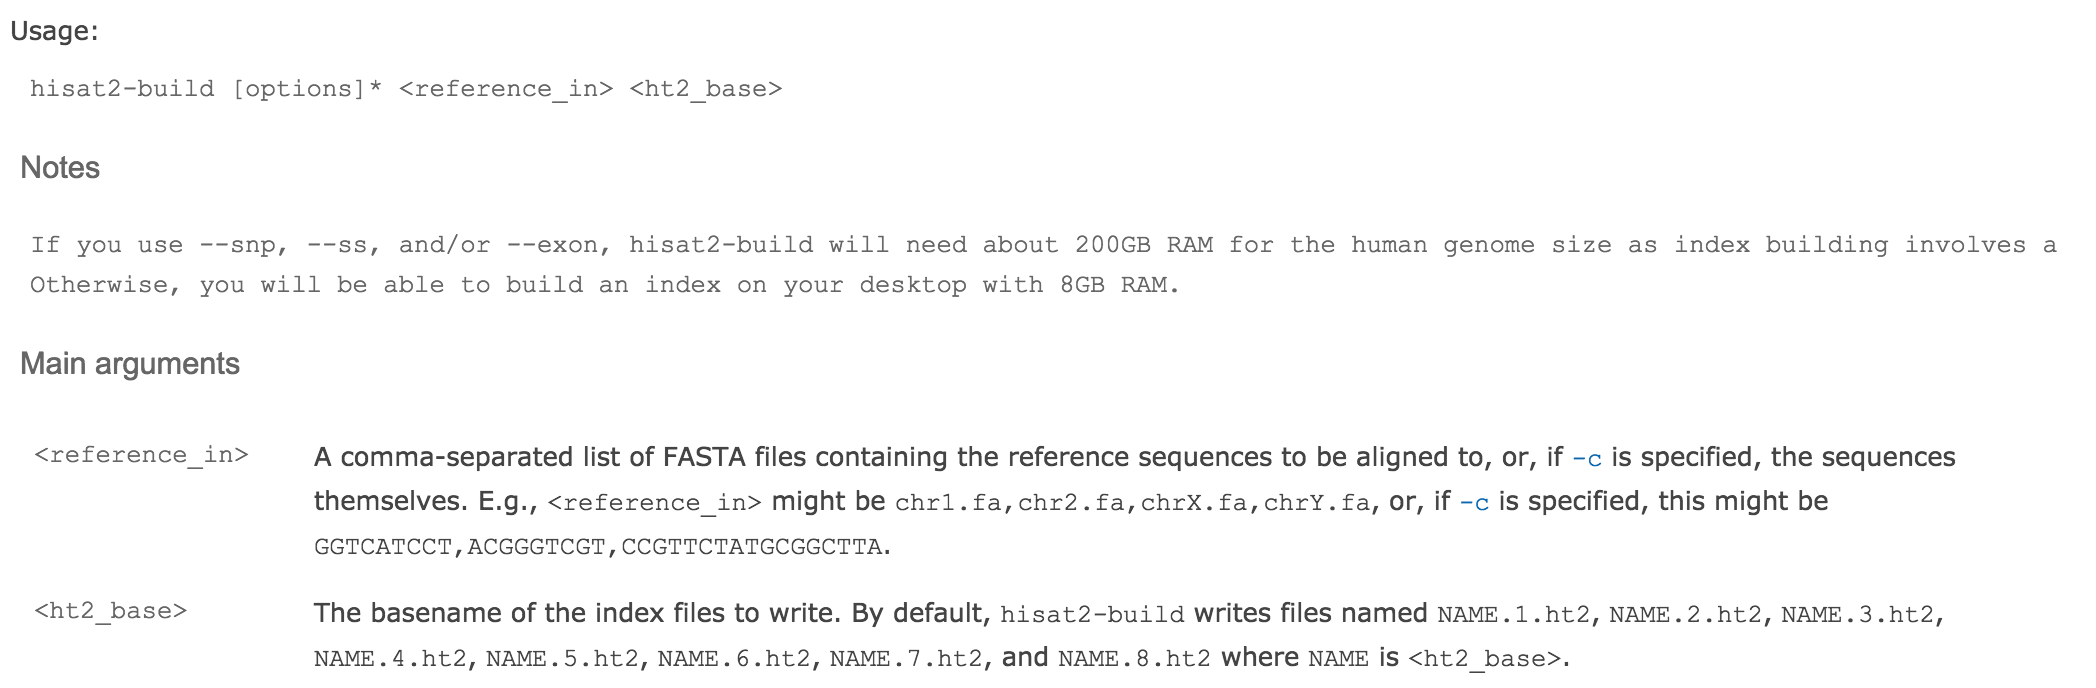 Usage:
hisat2-build [options]* <reference_in> <ht2_base>
Notes
If you use --snp, --ss, and/or --exon, hisat2-build will need about 200GB RAM for the human genome size as index building involves a
Otherwise, you will be able to build an index on your desktop with 8GB RAM.
Main arguments
<reference_in> A comma-separated list of FASTA files containing the reference sequences to be aligned to, or, if -c is specified, the sequences
themselves. E.g., <reference_in> might be chr1.fa,chr2.fa,chrX.fa,chrY.fa, or, if -c is specified, this might be
GGTCATCCT,ACGGGTCGT,CCGTTCTATGCGGCTTA.
<ht2_base> The basename of the index files to write. By default, hisat2-build writes files named NAME.1.ht2, NAME.2.ht2, NAME.3.ht2,
NAME.4.ht2, NAME.5.ht2, NAME.6.ht2, NAME.7.ht2, and NAME.8.ht2 where NAME is <ht2_base>.